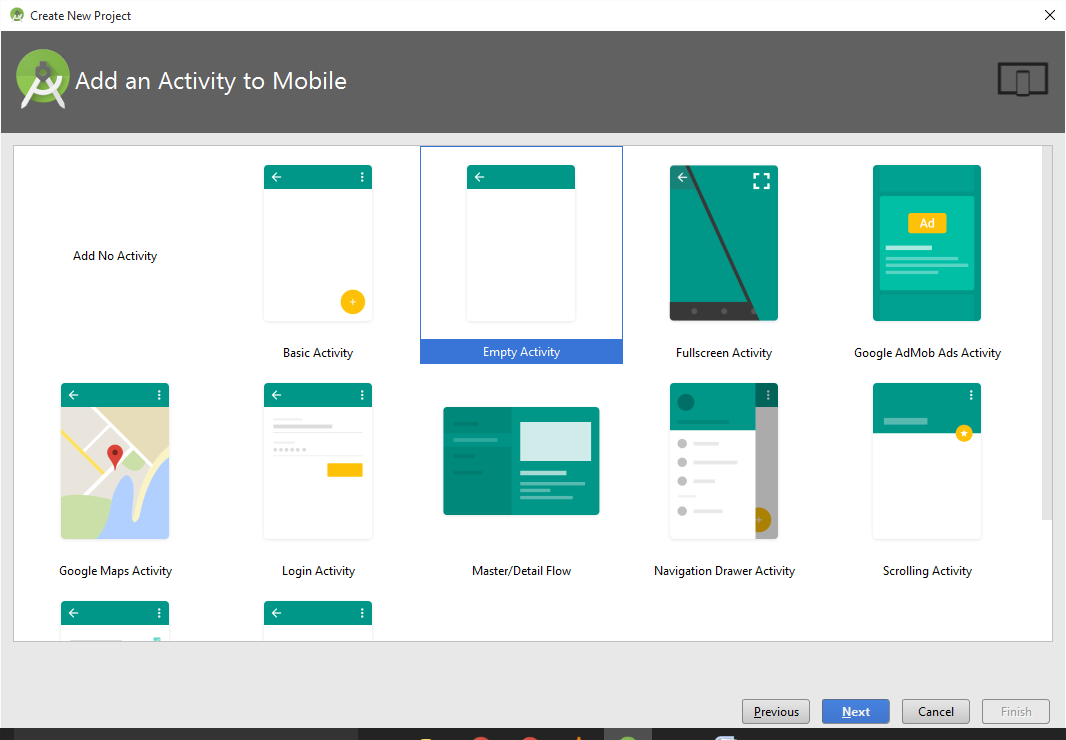 Create New Project
Add an Activity to Mobile
Add No Activity
Basic Activity
Empty Activity
Fullscreen Activity
Ad
Google AdMob Ads Activity
Google Maps Activity
Login Activity
Master/Detail Flow
Navigation Drawer Activity
Scrolling Activity
Previous
Next
Cancel
Finish